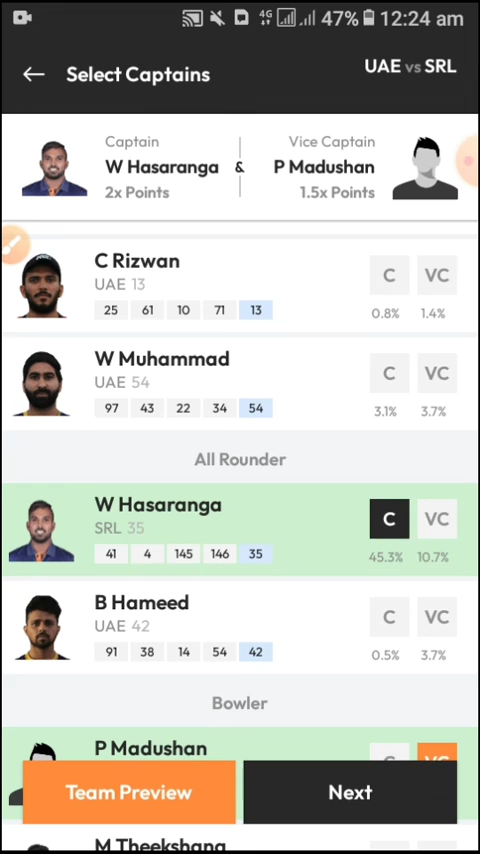 4G 47% 12:24 am
Select Captains UAE vs SRL
Captain Vice Captain
W Hasaranga & P Madushan
2x Points 1.5x Points
C Rizwan
UAE 13 C VC
25 61 10 71 13 0.8% 1.4%
W Muhammad
UAE 54 C VC
97 43 22 34 54 3.1% 3.7%
All Rounder
W Hasaranga
SRL 35 C VC
41 4 145 146 35 45.3% 10.7%
B Hameed
UAE 42 C VC
91 38 14 54 42 0.5% 3.7%
Bowler
P Madushan C VC
Team Preview Next
M Theekshana